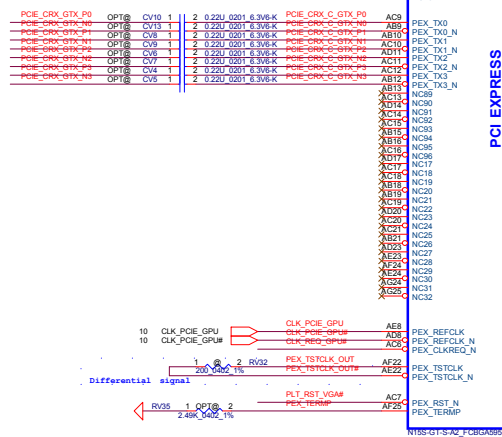 PCIE_CRX_GTX_P0 OPT@ CV10 1 2 0.22U_0201_6.3V6-K PCIE_CRX_C_GTX_P0 AC9 PEX_TX0
PCIE_CRX_GTX_N0 OPT@ CV13 1 2 0.22U_0201_6.3V6-K PCIE_CRX_C_GTX_N0 AB9 PEX_TX0_N
PCIE_CRX_GTX_P1 OPT@ CV8 1 2 0.22U_0201_6.3V6-K PCIE_CRX_C_GTX_P1 AB10 PEX_TX1
PCIE_CRX_GTX_N1 OPT@ CV9 1 2 0.22U_0201_6.3V6-K PCIE_CRX_C_GTX_N1 AC10 PEX_TX1_N
PCIE_CRX_GTX_P2 OPT@ CV6 1 2 0.22U_0201_6.3V6-K PCIE_CRX_C_GTX_P2 AD11 PEX_TX2
PCIE_CRX_GTX_N2 OPT@ CV7 1 2 0.22U_0201_6.3V6-K PCIE_CRX_C_GTX_N2 AC11 PEX_TX2_N
PCIE_CRX_GTX_P3 OPT@ CV4 1 2 0.22U_0201_6.3V6-K PCIE_CRX_C_GTX_P3 AC12 PEX_TX3
PCIE_CRX_GTX_N3 OPT@ CV5 1 2 0.22U_0201_6.3V6-K PCIE_CRX_C_GTX_N3 AB12 PEX_TX3_N
AB13 NC89
AC13 NC90
AD14 NC91
AC14 NC92
AC15 NC93
AB15 NC94
AB16 NC95
AC16 NC96
AD17 NC17
AC17 NC18
AC18 NC19
AB18 NC20
AB19 NC21
AC19 NC22
AD20 NC23
AC20 NC24
AC21 NC25
AB21 NC26
AD23 NC27
AE23 NC28
AF24 NC29
AE24 NC30
AG24 NC31
AG25 NC32
PCI EXPRESS
10 CLK_PCIE_GPU CLK_PCIE_GPU AE8 PEX_REFCLK
10 CLK_PCIE_GPU# CLK_PCIE_GPU# AD8 PEX_REFCLK_N
CLK_REQ_GPU# AC6 PEX_CLKREQ_N
1 @ 2 RV32 PEX_TSTCLK_OUT AF22 PEX_TSTCLK
200_0402_1% PEX_TSTCLK_OUT# AE22 PEX_TSTCLK_N
Differential signal
PLT_RST_VGA# AC7 PEX_RST_N
RV35 1 OPT@ 2 PEX_TERMP AF25 PEX_TERMP
2.49K_0402_1%
N15S-GT-S-A2_FCBGA595